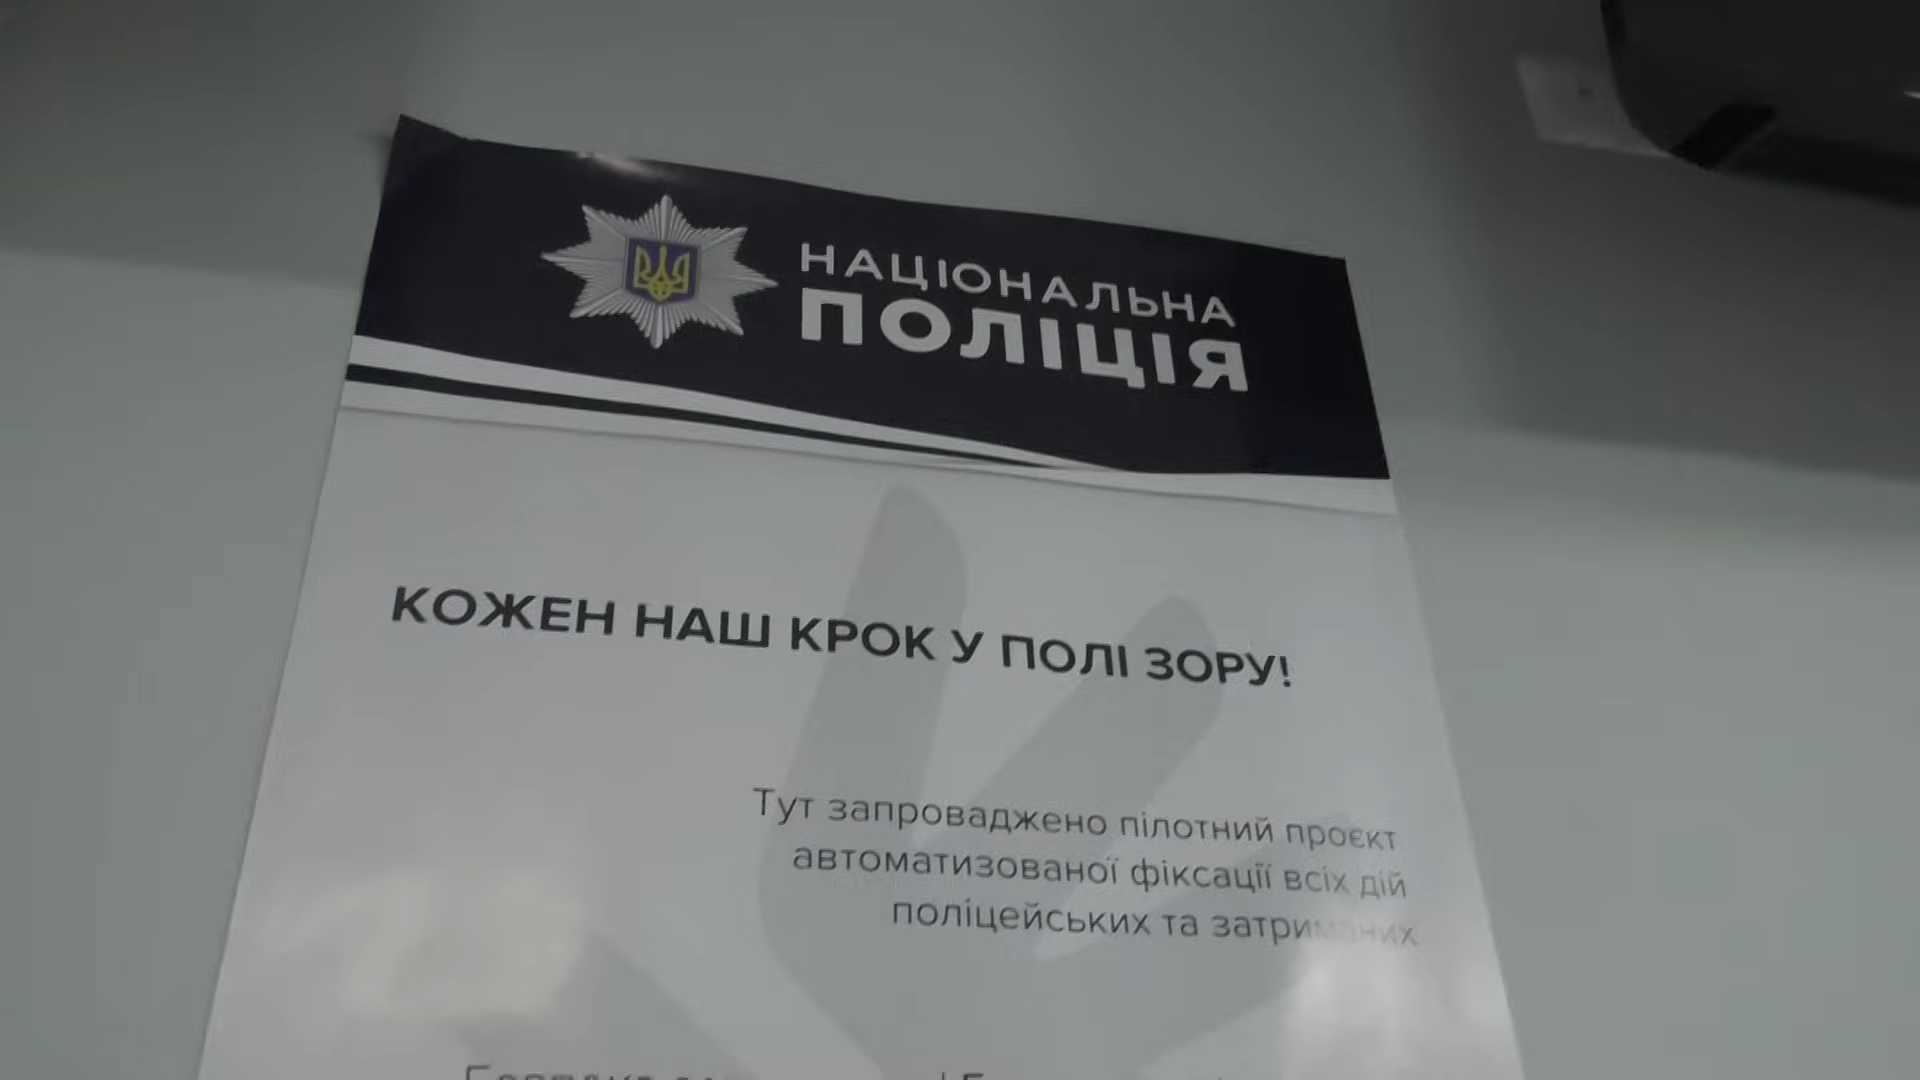 НАЦІОНАЛЬНА
ПОЛІЦІЯ
КОЖЕН НАШ КРОК У ПОЛІ ЗОРУ!
Тут запроваджено пілотний проєкт
автоматизованої фіксації всіх дій
поліцейських та затриманих